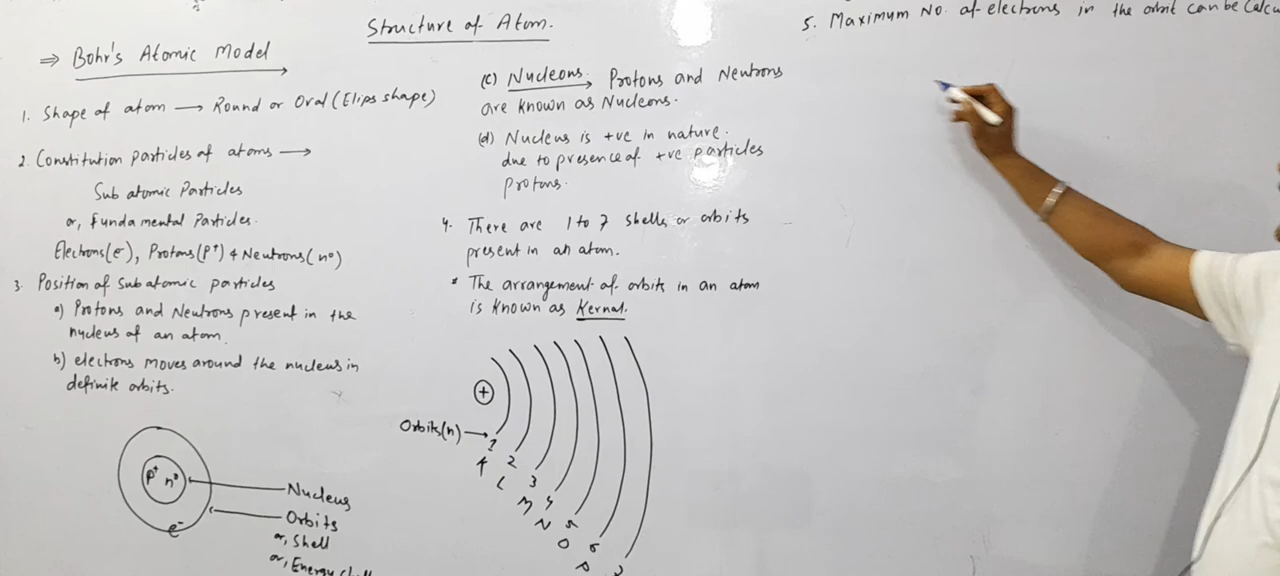 Structure of Atom.
⇒ Bohr's Atomic Model
1. Shape of atom → Round or Oval (Elips shape)
2. Constitution particles of atoms →
Sub atomic Particles
or, Fundamental Particles.
Electrons(e⁻), Protons(P⁺) & Neutrons(n⁰)
3. Position of Subatomic particles
a) Protons and Neutrons present in the
nucleus of an atom.
b) electrons moves around the nucleus in
definite orbits.
P⁺ n⁰
e⁻
Nucleus
Orbits
or, Shell
or, Energy
(c) Nucleons → Protons and Neutrons
are known as Nucleons.
(d) Nucleus is +ve in nature.
due to presence of +ve particles
protons.
4. There are 1 to 7 shells or orbits
present in an atom.
* The arrangement of orbits in an atom
is known as Kernal.
+
Orbits(n) →
1 2 3 4 5 6
K L M N O P
5. Maximum No. of electrons in the orbit can be Calcu